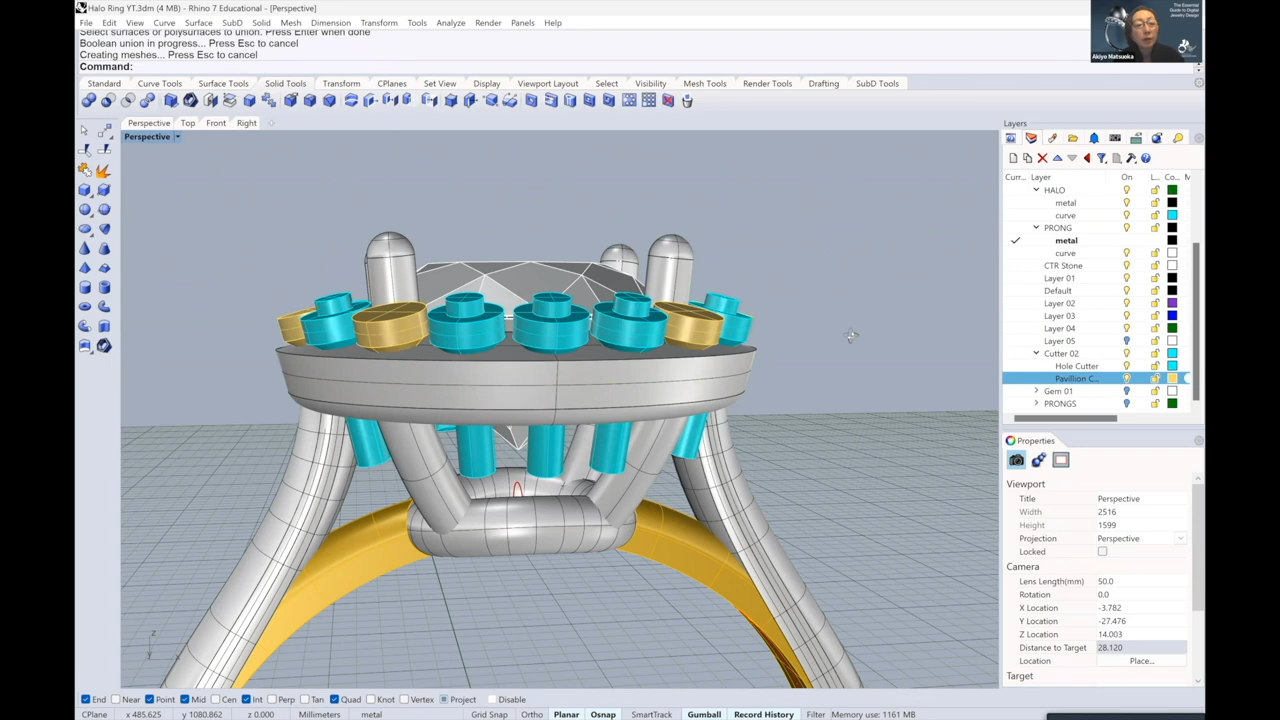 Halo Ring YT.3dm (4 MB) - Rhino 7 Educational - [Perspective]
File Edit View Curve Surface SubD Solid Mesh Dimension Transform Tools Analyze Render Panels Help
Select surfaces or polysurfaces to union. Press Enter when done
Boolean union in progress... Press Esc to cancel
Creating meshes... Press Esc to cancel
Command:
The Essential
Guide to Digital
Jewelry Design
Akiyo Matsuoka
Standard Curve Tools Surface Tools Solid Tools Transform CPlanes Set View Display Viewport Layout Select Visibility Mesh Tools Render Tools Drafting SubD Tools
Perspective Top Front Right
Perspective
Layers
Curr... Layer On L... Co... M
HALO
metal
curve
PRONG
metal
curve
CTR Stone
Layer 01
Default
Layer 02
Layer 03
Layer 04
Layer 05
Cutter 02
Hole Cutter
Pavillion C...
Gem 01
PRONGS
Properties
Viewport
Title Perspective
Width 2516
Height 1599
Projection Perspective
Locked
Camera
Lens Length(mm) 50.0
Rotation 0.0
X Location -3.782
Y Location -27.476
Z Location 14.003
Distance to Target 28.120
Location Place...
Target
z
End Near Point Mid Cen Int Perp Tan Quad Knot Vertex Project Disable
CPlane x 485.625 y 1080.862 z 0.000 Millimeters metal Grid Snap Ortho Planar Osnap SmartTrack Gumball Record History Filter Memory use: 1161 MB